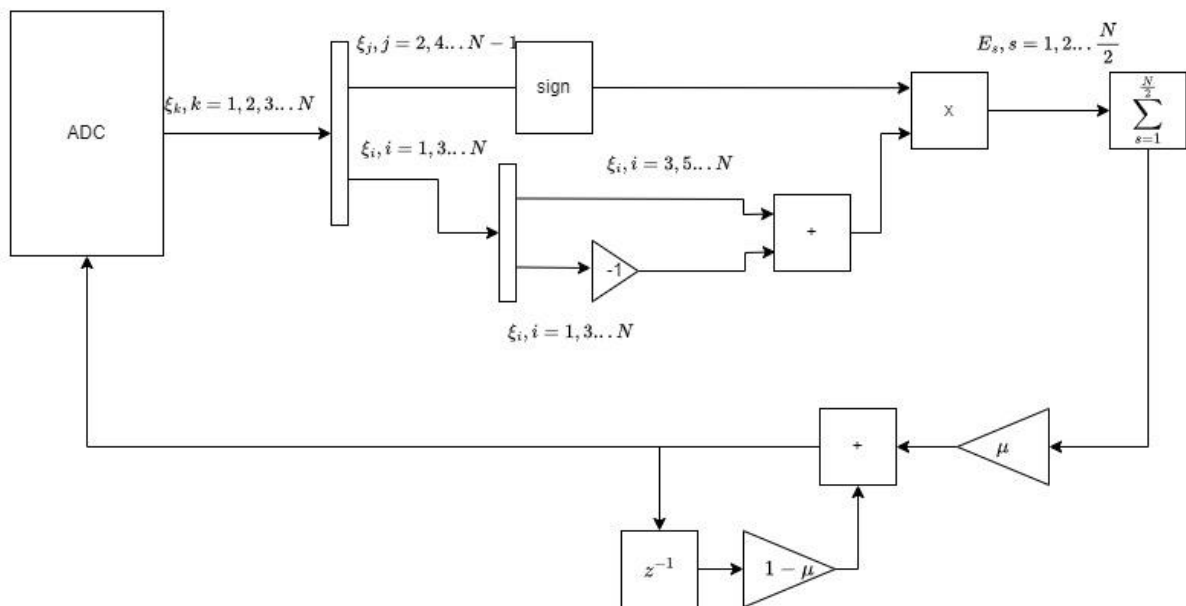 ξ_j, j = 2, 4... N − 1
E_s, s = 1, 2... N/2
sign
ξ_k, k = 1, 2, 3... N
ADC
x
∑_{s=1}^{N/2}
ξ_i, i = 1, 3... N
ξ_i, i = 3, 5... N
+
-1
ξ_i, i = 1, 3... N
+
μ
z^{−1}
1 − μ